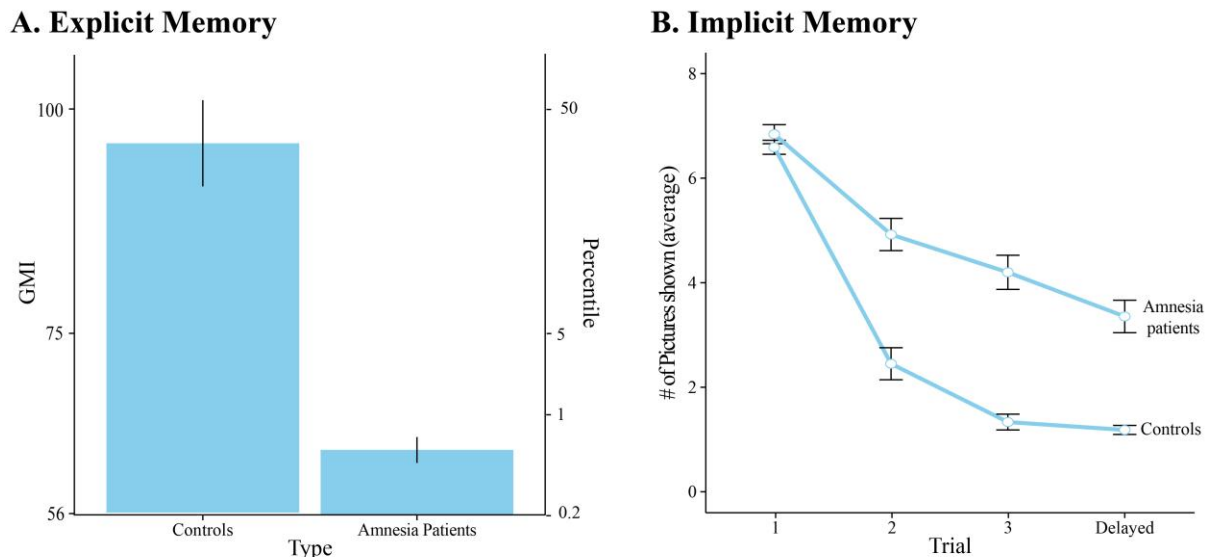 A. Explicit Memory
GMI
100
75
56
50
5
1
0.2
Percentile
Controls
Amnesia Patients
Type
B. Implicit Memory
# of Pictures shown (average)
8
6
4
2
0
Amnesia
patients
Controls
1
2
3
Delayed
Trial